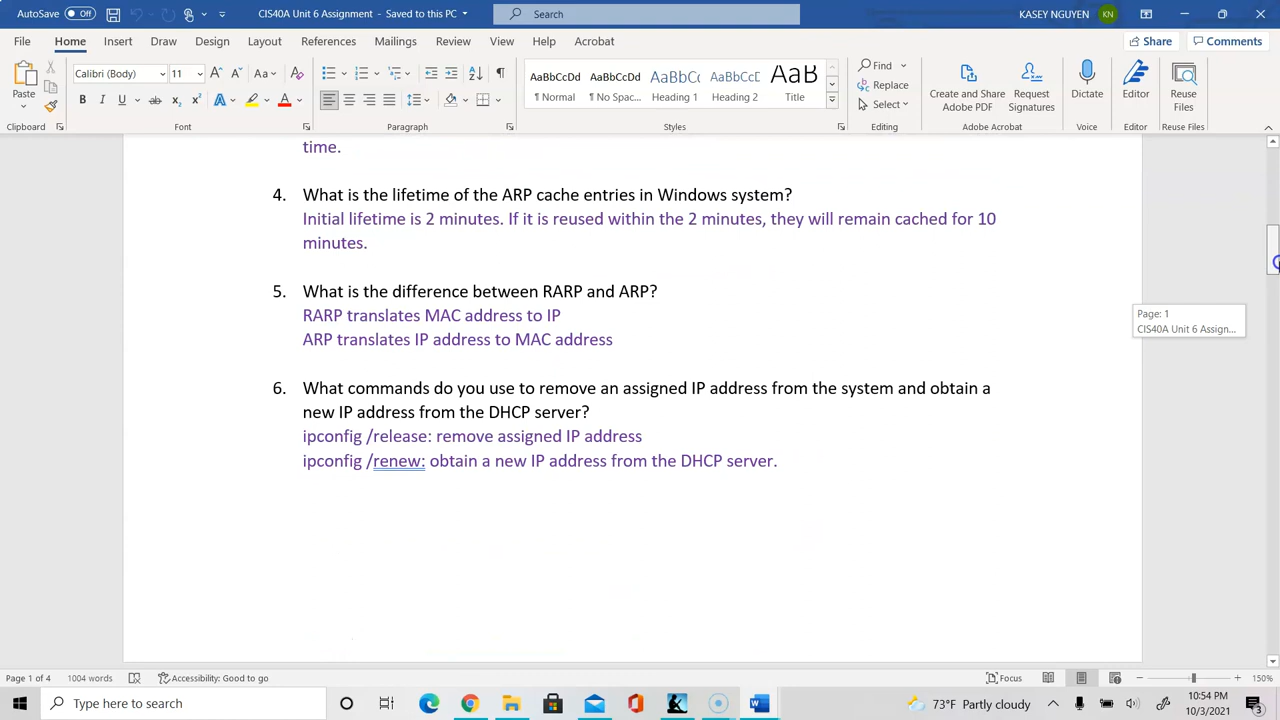 AutoSave Off CIS40A Unit 6 Assignment - Saved to this PC Search KASEY NGUYEN KN
File Home Insert Draw Design Layout References Mailings Review View Help Acrobat Share Comments
Paste Calibri (Body) 11 A A Aa A AaBbCcDd AaBbCcDd AaBbCc AaBbCcD AaB Find Create and Share Request Dictate Editor Reuse
B I U ab x₂ x² A A ¶ Normal ¶ No Spac... Heading 1 Heading 2 Title Replace Adobe PDF Signatures Files
Select
Clipboard Font Paragraph Styles Editing Adobe Acrobat Voice Editor Reuse Files
time.
4. What is the lifetime of the ARP cache entries in Windows system?
Initial lifetime is 2 minutes. If it is reused within the 2 minutes, they will remain cached for 10
minutes.
5. What is the difference between RARP and ARP?
RARP translates MAC address to IP
ARP translates IP address to MAC address
Page: 1
CIS40A Unit 6 Assign...
6. What commands do you use to remove an assigned IP address from the system and obtain a
new IP address from the DHCP server?
ipconfig /release: remove assigned IP address
ipconfig /renew: obtain a new IP address from the DHCP server.
Page 1 of 4 1004 words Accessibility: Good to go Focus 150%
Type here to search 73°F Partly cloudy 10:54 PM
10/3/2021 3